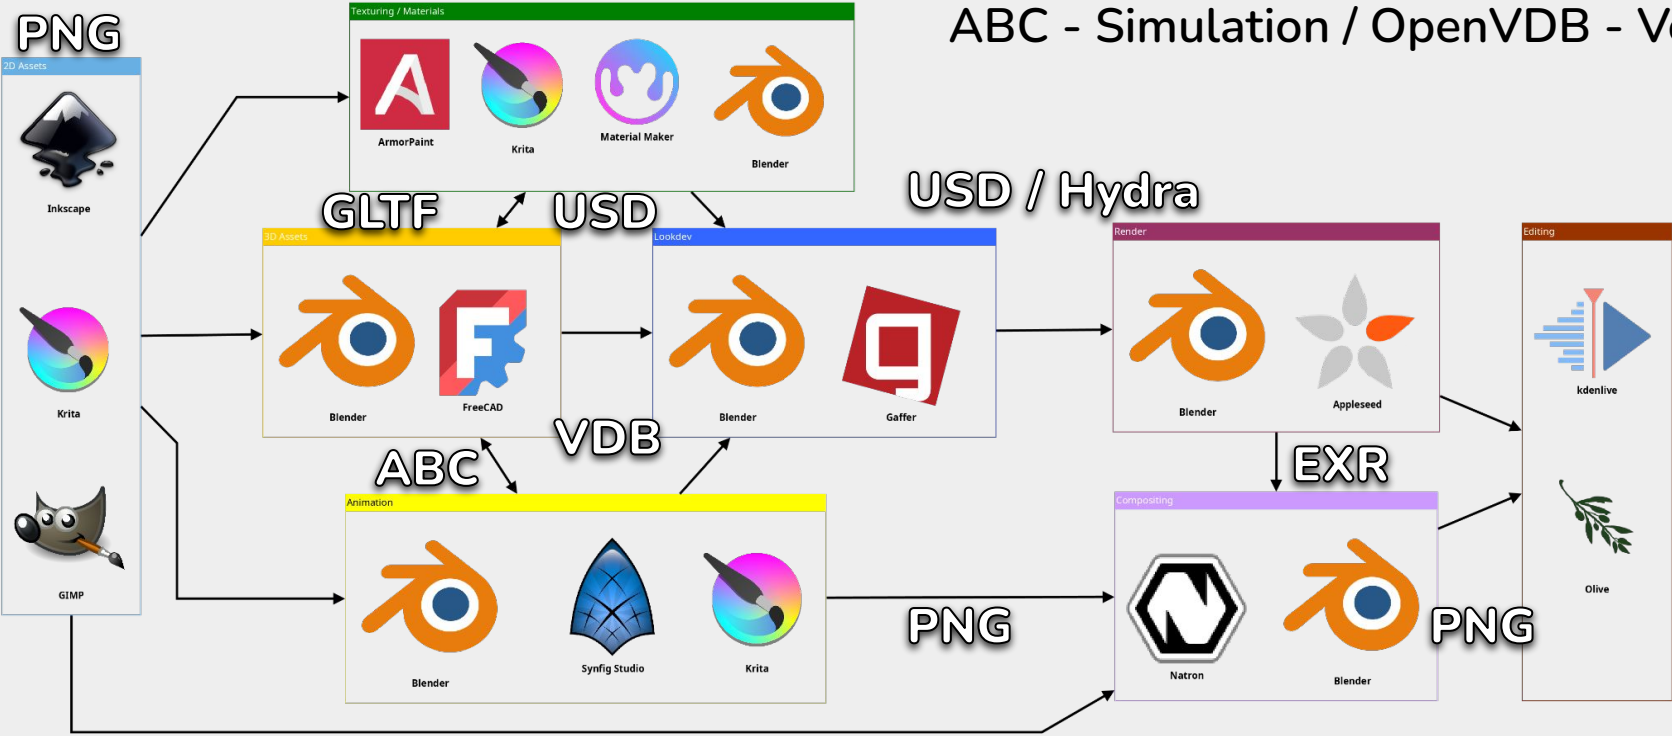 ABC - Simulation / OpenVDB -
PNG
2D Assets
Inkscape
Krita
GIMP
Texturing / Materials
ArmorPaint
Krita
Material Maker
Blender
GLTF
USD
USD / Hydra
3D Assets
Blender
FreeCAD
Lookdev
Blender
Gaffer
Render
Blender
Appleseed
Editing
kdenlive
Olive
VDB
ABC
EXR
Animation
Blender
Synfig Studio
Krita
PNG
Compositing
Natron
Blender
PNG